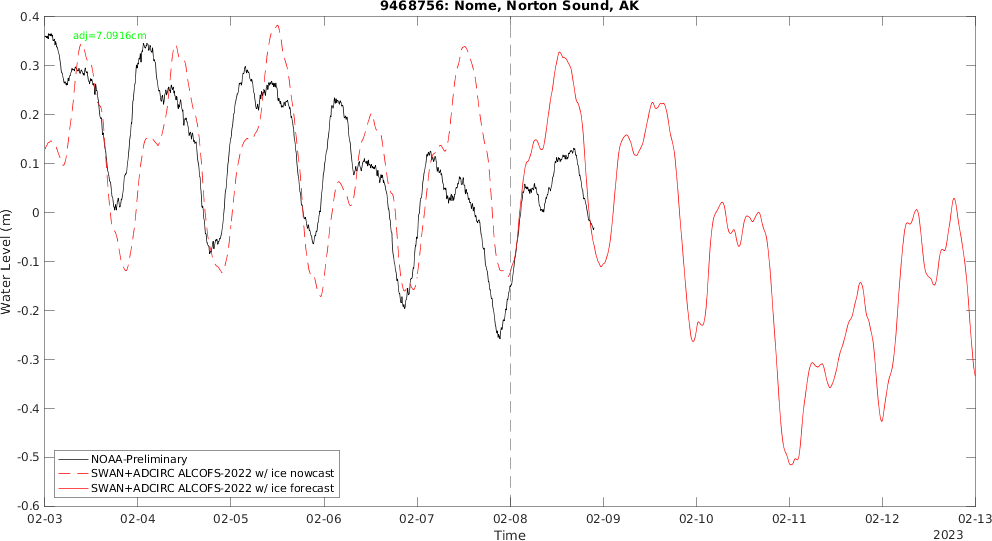 9468756: Nome, Norton Sound, AK
adj=7.0916cm
0.4
0.3
0.2
0.1
0
-0.1
-0.2
-0.3
-0.4
-0.5
-0.6
Water Level (m)
NOAA-Preliminary
SWAN+ADCIRC ALCOFS-2022 w/ ice nowcast
SWAN+ADCIRC ALCOFS-2022 w/ ice forecast
02-03 02-04 02-05 02-06 02-07 02-08 02-09 02-10 02-11 02-12 02-13
Time
2023